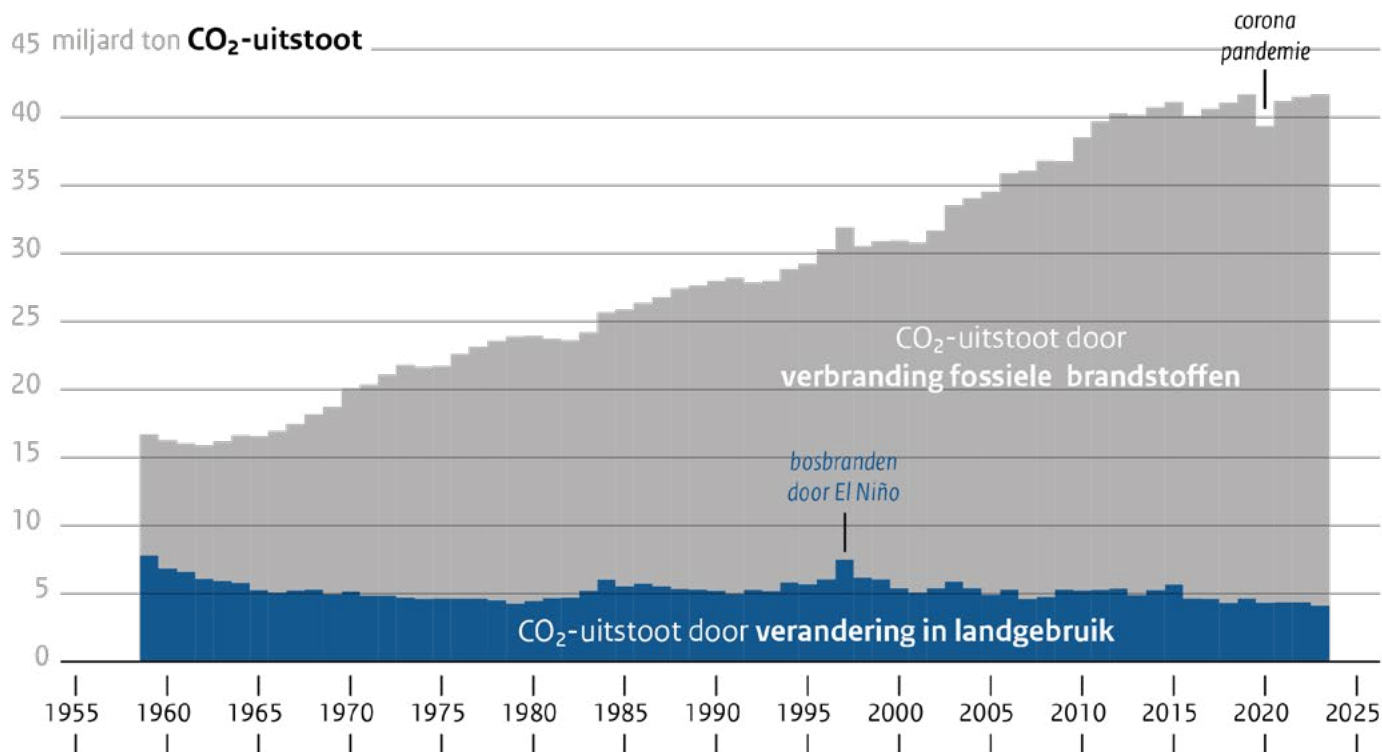 45 miljard ton CO₂-uitstoot
corona
pandemie
40
35
30
25
CO₂-uitstoot door
verbranding fossiele brandstoffen
20
15
bosbranden
door El Niño
10
5
CO₂-uitstoot door verandering in landgebruik
0
1955 1960 1965 1970 1975 1980 1985 1990 1995 2000 2005 2010 2015 2020 2025